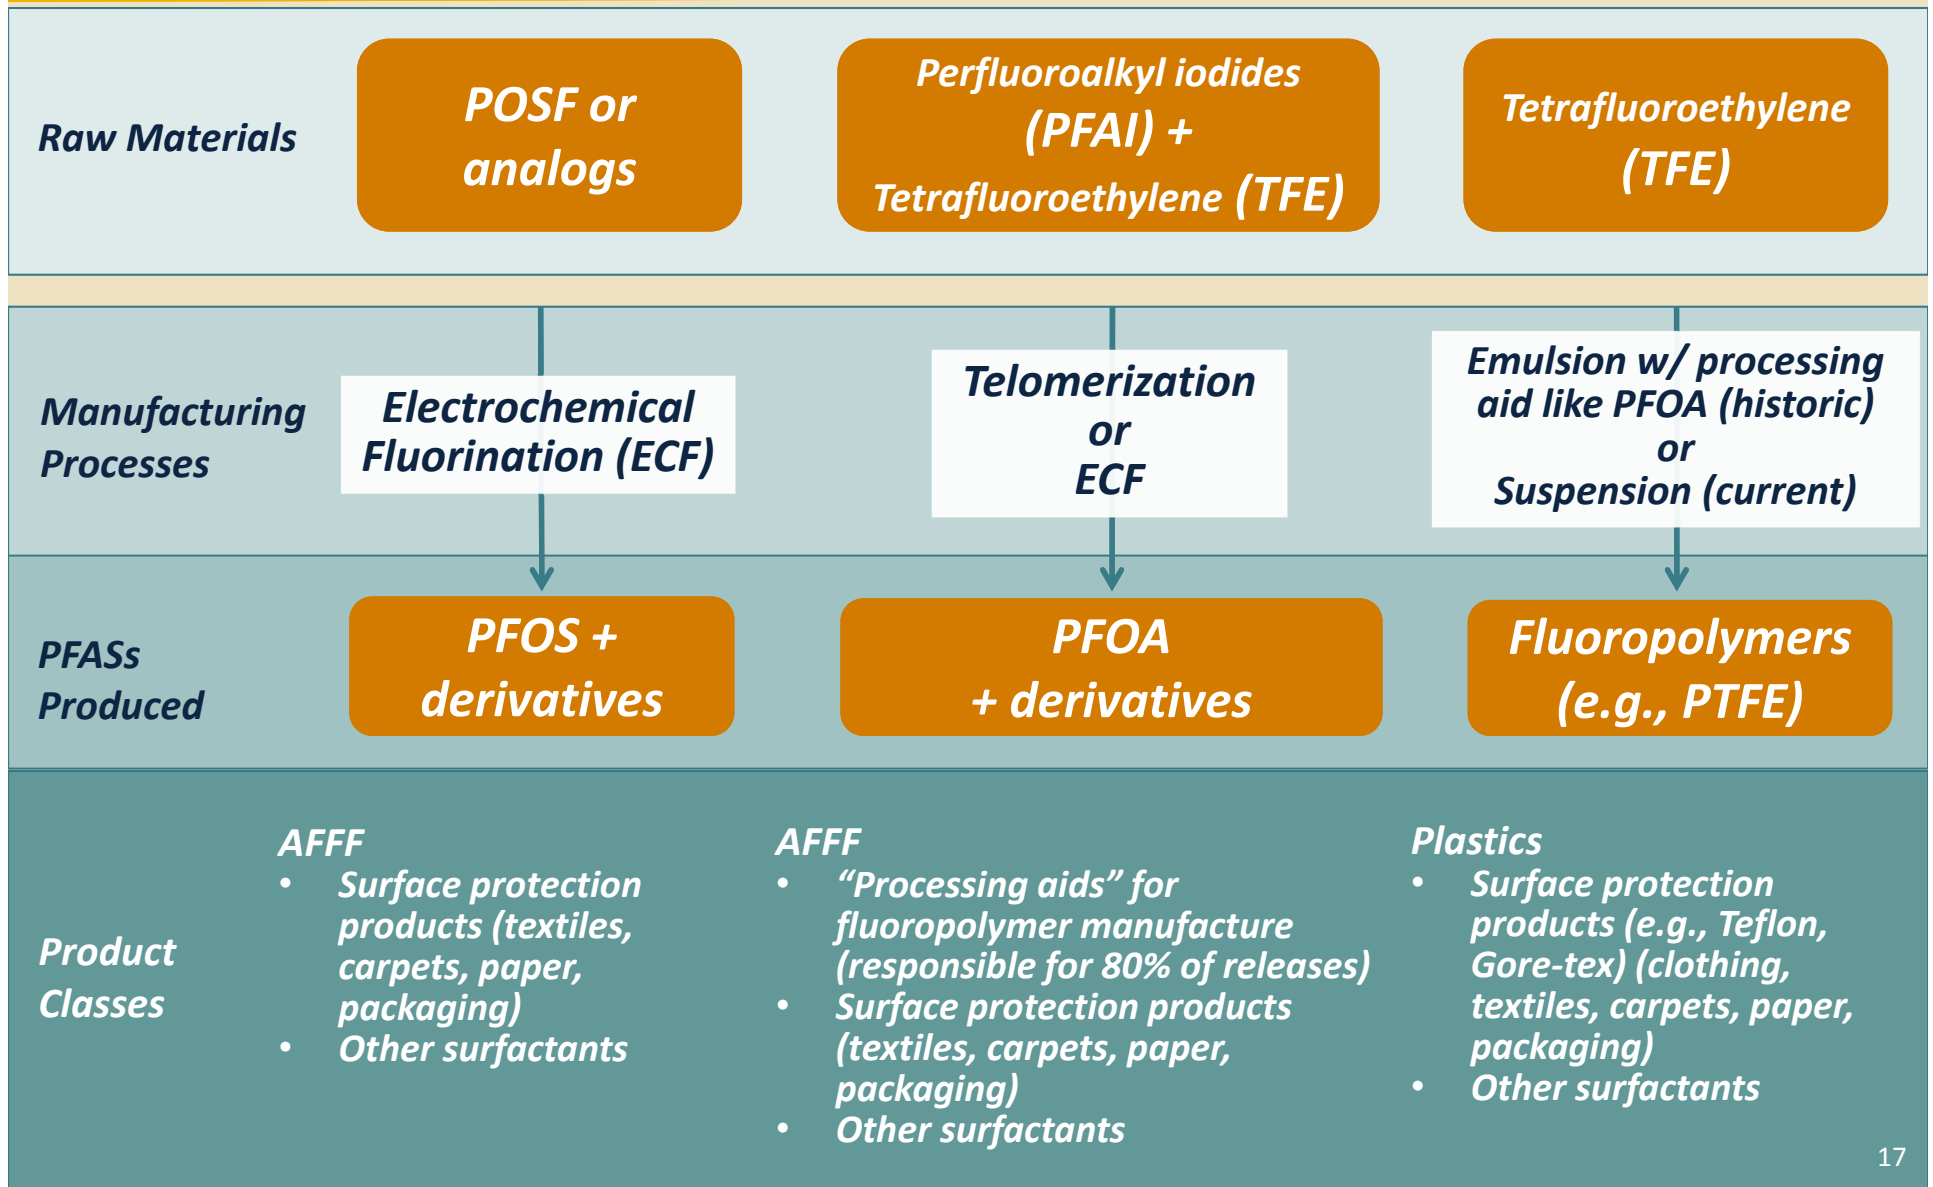 Raw Materials
POSF or
analogs
Perfluoroalkyl iodides
(PFAI) +
Tetrafluoroethylene (TFE)
Tetrafluoroethylene
(TFE)
Manufacturing
Processes
Electrochemical
Fluorination (ECF)
Telomerization
or
ECF
Emulsion w/ processing
aid like PFOA (historic)
or
Suspension (current)
PFASs
Produced
PFOS +
derivatives
PFOA
+ derivatives
Fluoropolymers
(e.g., PTFE)
Product
Classes
AFFF
• Surface protection
products (textiles,
carpets, paper,
packaging)
• Other surfactants
AFFF
• “Processing aids” for
fluoropolymer manufacture
(responsible for 80% of releases)
• Surface protection products
(textiles, carpets, paper,
packaging)
• Other surfactants
Plastics
• Surface protection
products (e.g., Teflon,
Gore-tex) (clothing,
textiles, carpets, paper,
packaging)
• Other surfactants
17